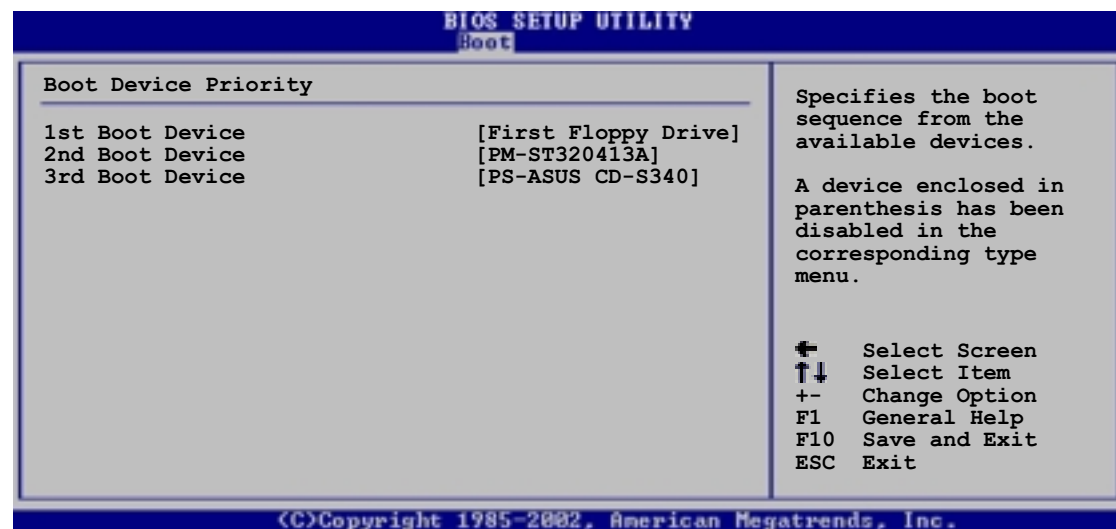 BIOS SETUP UTILITY
Boot
Boot Device Priority
1st Boot Device [First Floppy Drive]
2nd Boot Device [PM-ST320413A]
3rd Boot Device [PS-ASUS CD-S340]
Specifies the boot
sequence from the
available devices.
A device enclosed in
parenthesis has been
disabled in the
corresponding type
menu.
← Select Screen
↑↓ Select Item
+- Change Option
F1 General Help
F10 Save and Exit
ESC Exit
(C)Copyright 1985-2002, American Megatrends, Inc.